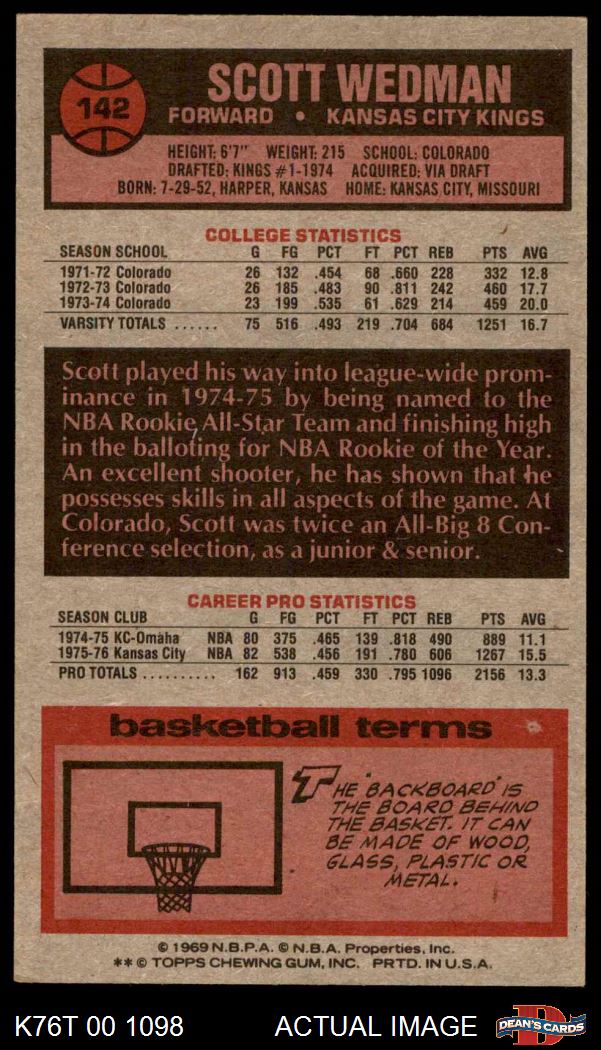 142
SCOTT WEDMAN
FORWARD • KANSAS CITY KINGS
HEIGHT: 6'7" WEIGHT: 215 SCHOOL: COLORADO
DRAFTED: KINGS #1-1974 ACQUIRED: VIA DRAFT
BORN: 7-29-52, HARPER, KANSAS HOME: KANSAS CITY, MISSOURI
COLLEGE STATISTICS
SEASON SCHOOL G FG PCT FT PCT REB PTS AVG
1971-72 Colorado 26 132 .454 68 .660 228 332 12.8
1972-73 Colorado 26 185 .483 90 .811 242 460 17.7
1973-74 Colorado 23 199 .535 61 .629 214 459 20.0
VARSITY TOTALS ...... 75 516 .493 219 .704 684 1251 16.7
Scott played his way into league-wide prom-
inance in 1974-75 by being named to the
NBA Rookie All-Star Team and finishing high
in the balloting for NBA Rookie of the Year.
An excellent shooter, he has shown that he
possesses skills in all aspects of the game. At
Colorado, Scott was twice an All-Big 8 Con-
ference selection, as a junior & senior.
CAREER PRO STATISTICS
SEASON CLUB G FG PCT FT PCT REB PTS AVG
1974-75 KC-Omaha NBA 80 375 .465 139 .818 490 889 11.1
1975-76 Kansas City NBA 82 538 .456 191 .780 606 1267 15.5
PRO TOTALS .......... 162 913 .459 330 .795 1096 2156 13.3
basketball terms
THE "BACKBOARD" IS
THE BOARD BEHIND
THE BASKET. IT CAN
BE MADE OF WOOD,
GLASS, PLASTIC OR
METAL.
© 1969 N.B.P.A. © N.B.A. Properties, Inc.
** © TOPPS CHEWING GUM, INC. PRTD. IN U.S.A.
K76T 00 1098 ACTUAL IMAGE
D
DEAN'S CARDS